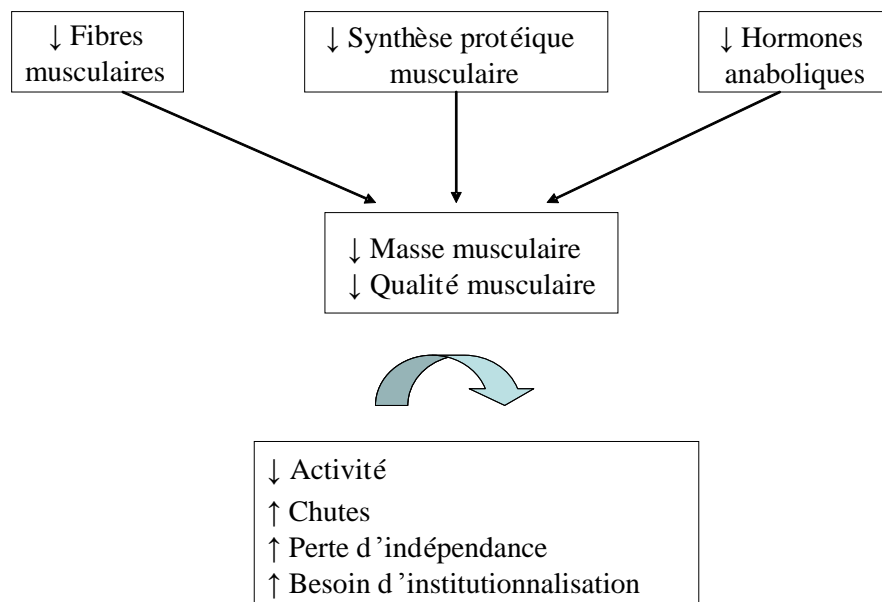 ↓ Fibres
musculaires
↓ Synthèse protéique
musculaire
↓ Hormones
anaboliques
↓ Masse musculaire
↓ Qualité musculaire
↓ Activité
↑ Chutes
↑ Perte d’indépendance
↑ Besoin d’institutionnalisation